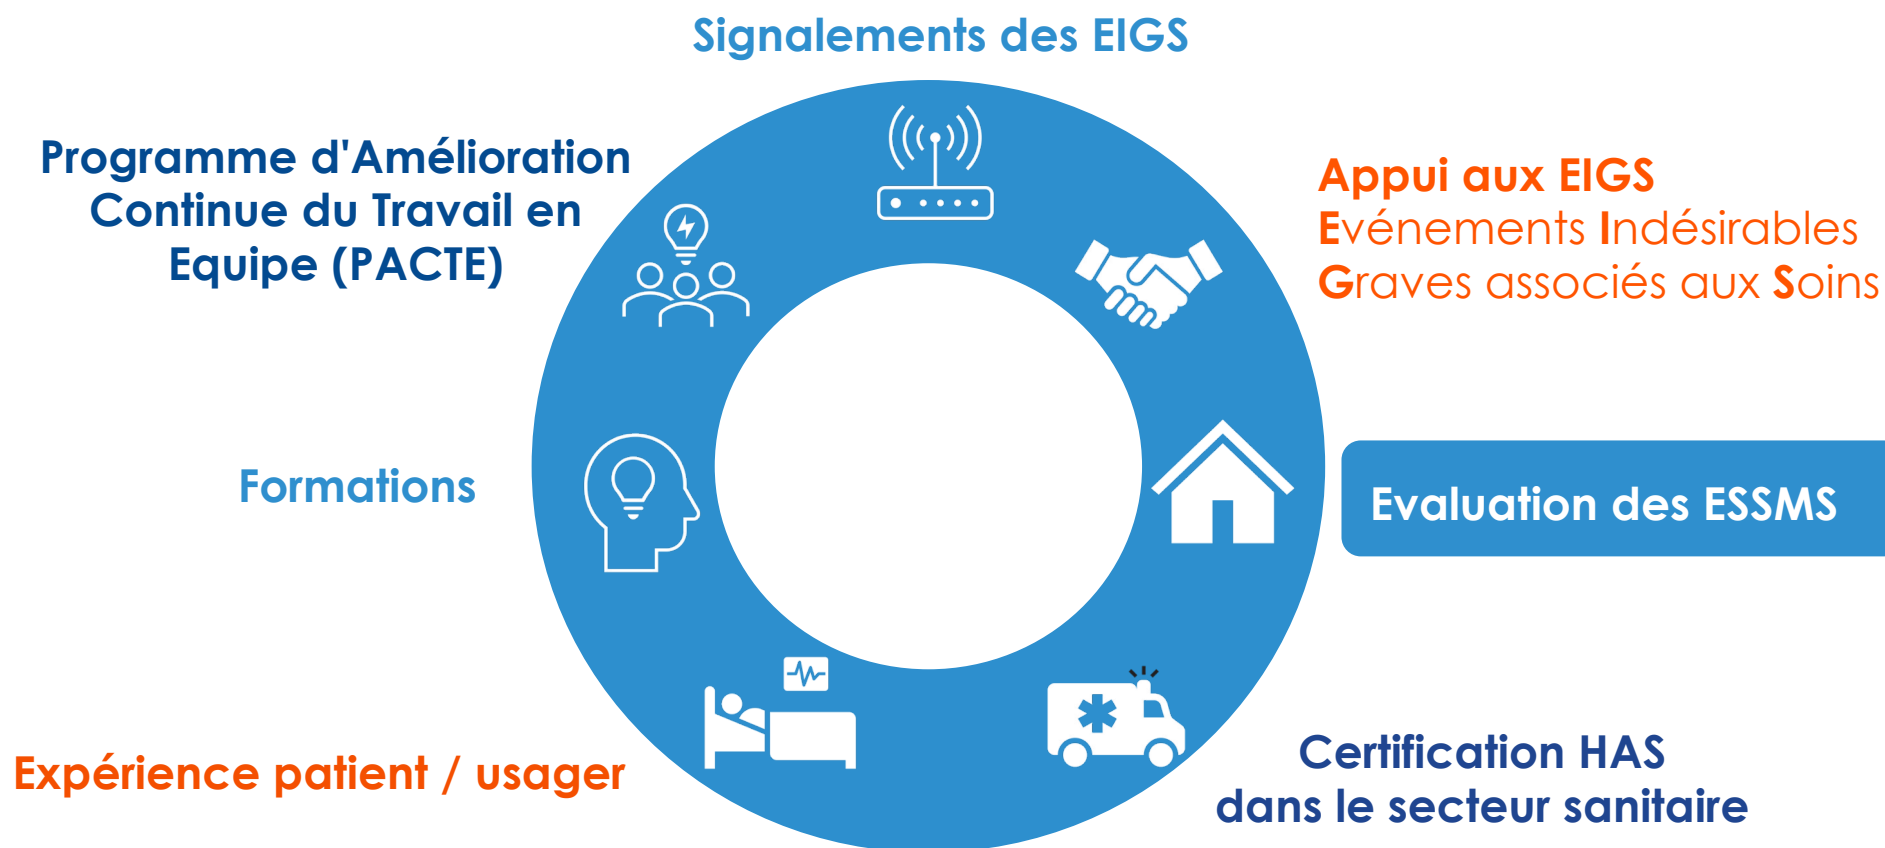 Signalements des EIGS
Programme d'Amélioration
Continue du Travail en
Equipe (PACTE)
Appui aux EIGS
Evénements Indésirables
Graves associés aux Soins
Formations
Evaluation des ESSMS
Expérience patient / usager
Certification HAS
dans le secteur sanitaire